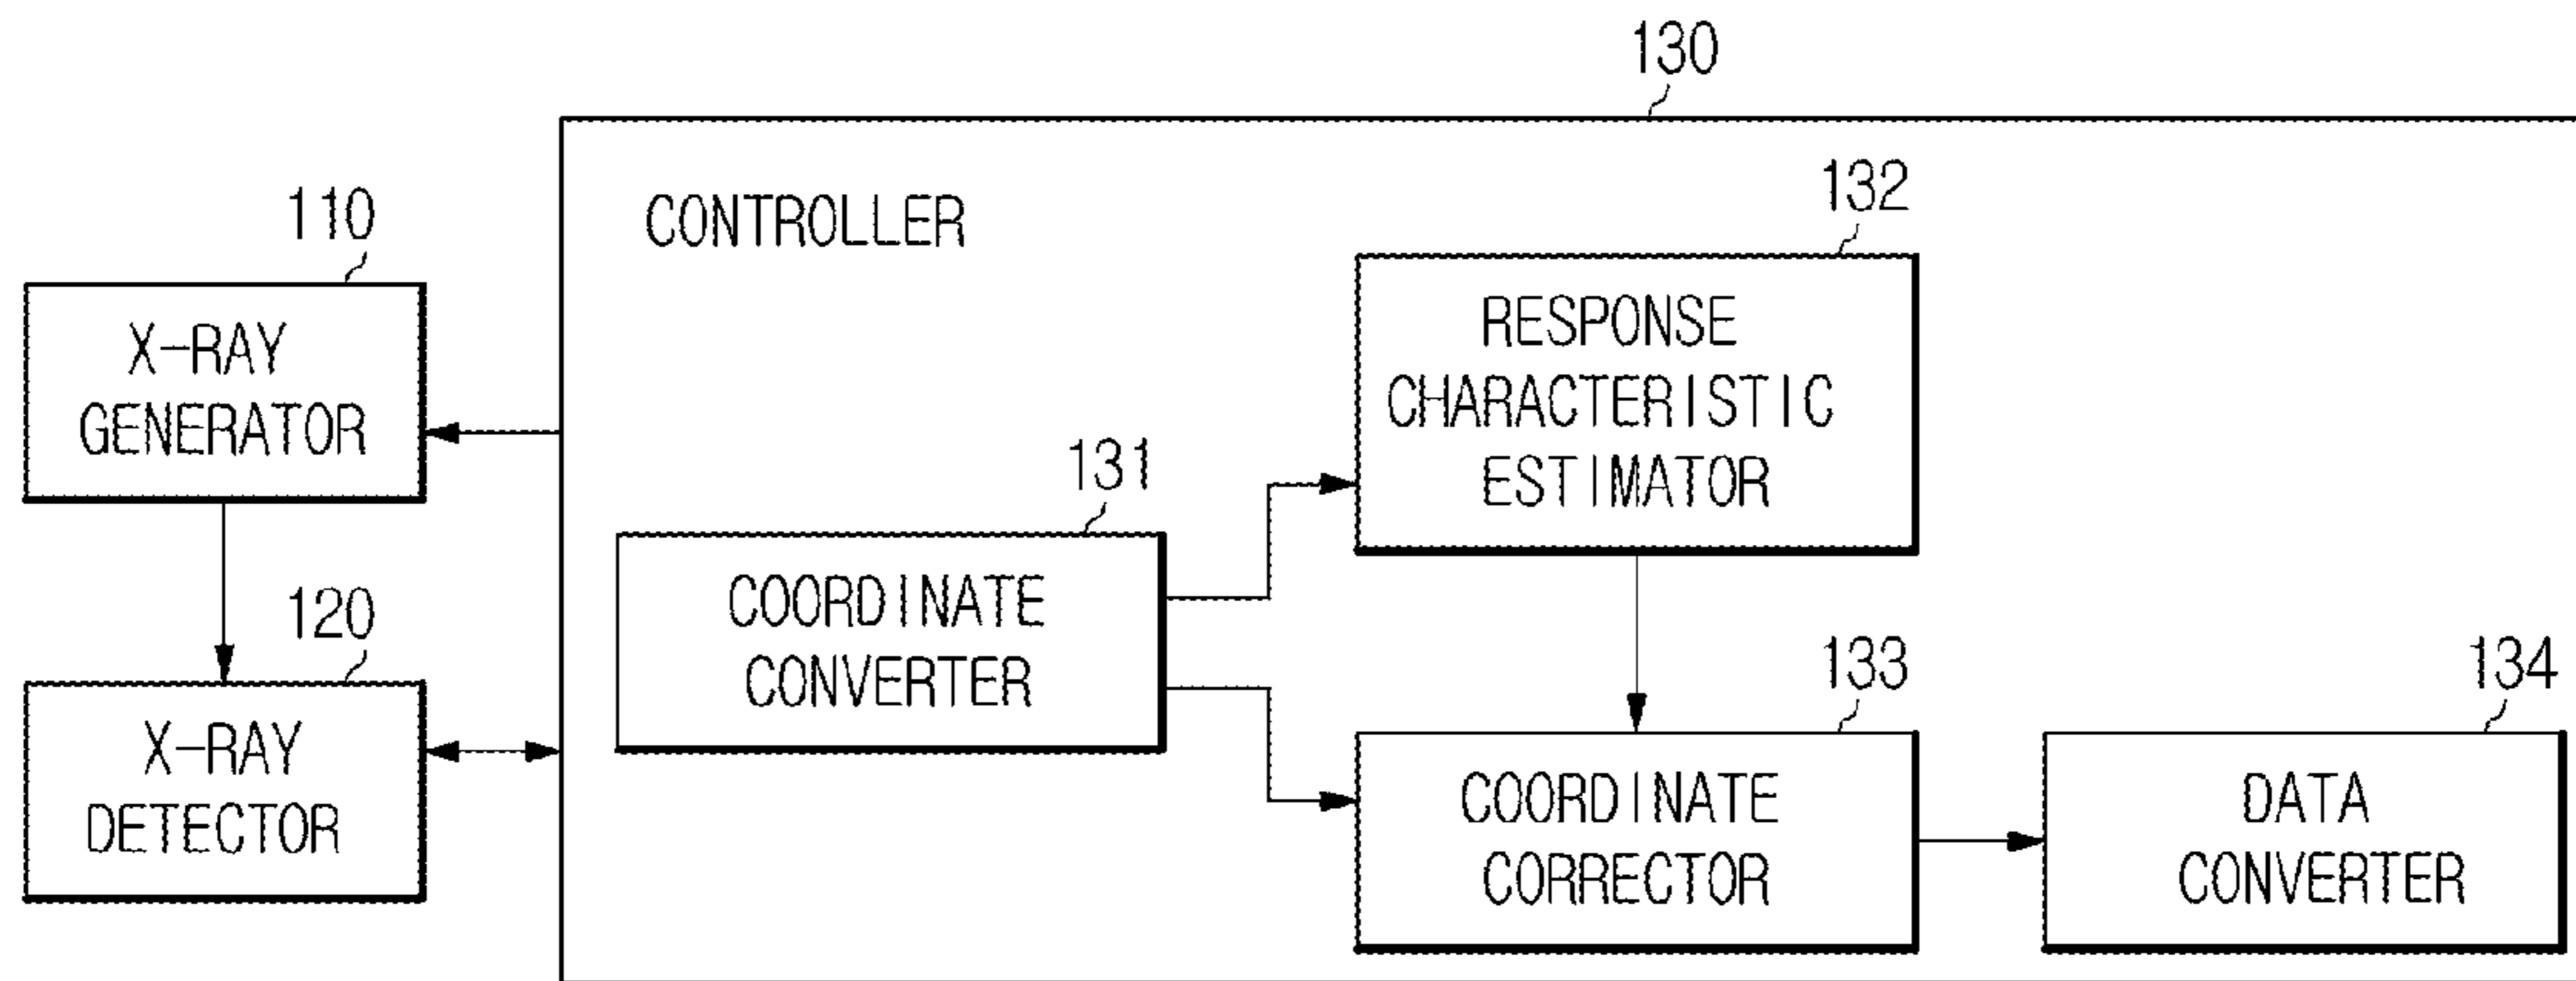 130
CONTROLLER
110
X-RAY
GENERATOR
132
RESPONSE
CHARACTERISTIC
ESTIMATOR
131
COORDINATE
CONVERTER
120
X-RAY
DETECTOR
133
COORDINATE
CORRECTOR
134
DATA
CONVERTER